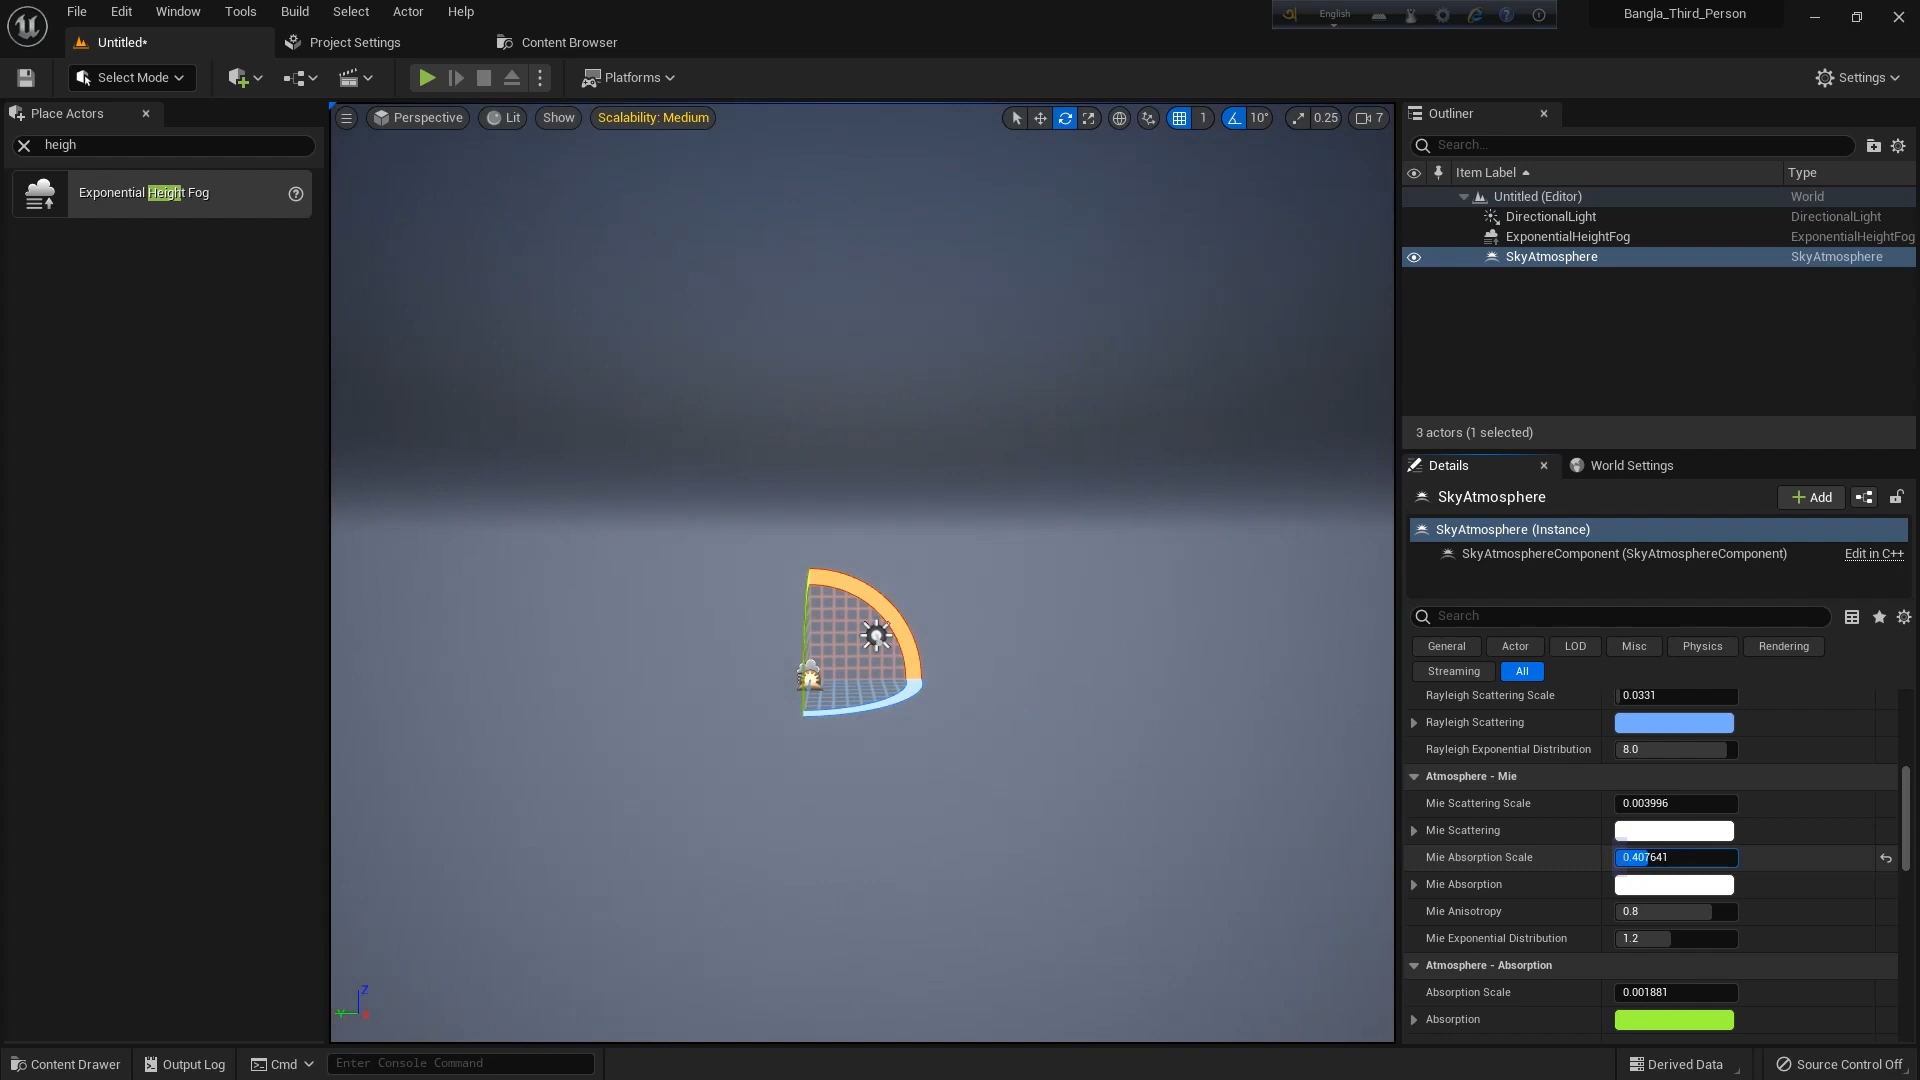 File Edit Window Tools Build Select Actor Help
English
Bangla_Third_Person
Untitled*
Project Settings
Content Browser
Select Mode
Platforms
Settings
Place Actors
heigh
Exponential Height Fog
Perspective
Lit
Show
Scalability: Medium
1
10°
0.25
7
Outliner
Search...
Item Label
Type
Untitled (Editor)
World
DirectionalLight
DirectionalLight
ExponentialHeightFog
ExponentialHeightFog
SkyAtmosphere
SkyAtmosphere
3 actors (1 selected)
Details
World Settings
SkyAtmosphere
Add
SkyAtmosphere (Instance)
SkyAtmosphereComponent (SkyAtmosphereComponent)
Edit in C++
Search
General
Actor
LOD
Misc
Physics
Rendering
Streaming
All
Rayleigh Scattering Scale
0.0331
Rayleigh Scattering
Rayleigh Exponential Distribution
8.0
Atmosphere - Mie
Mie Scattering Scale
0.003996
Mie Scattering
Mie Absorption Scale
0.407641
Mie Absorption
Mie Anisotropy
0.8
Mie Exponential Distribution
1.2
Atmosphere - Absorption
Absorption Scale
0.001881
Absorption
Z
Y
X
Content Drawer
Output Log
Cmd
Enter Console Command
Derived Data
Source Control Off